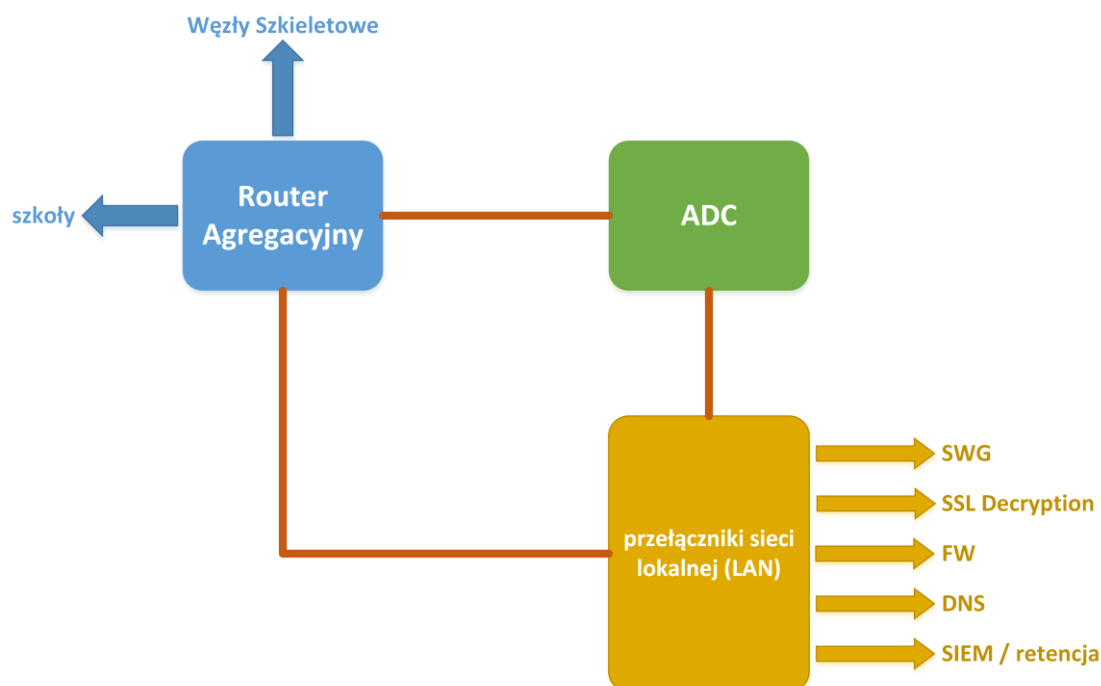 Węzły Szkieletowe
Router
Agregacyjny
ADC
szkoły
SWG
SSL Decryption
przełączniki sieci
lokalnej (LAN)
FW
DNS
SIEM / retencja